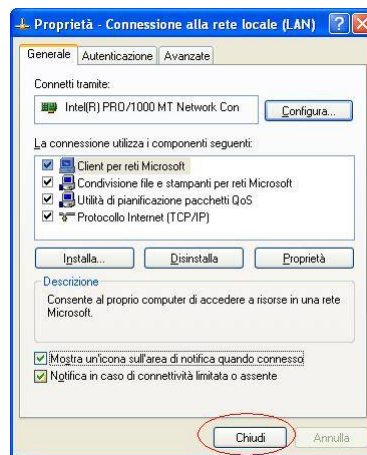 Proprietà - Connessione alla rete locale (LAN)
Generale Autenticazione Avanzate
Connetti tramite:
Intel(R) PRO/1000 MT Network Con
Configura...
La connessione utilizza i componenti seguenti:
Client per reti Microsoft
Condivisione file e stampanti per reti Microsoft
Utilità di pianificazione pacchetti QoS
Protocollo Internet (TCP/IP)
Installa... Disinstalla Proprietà
Descrizione
Consente al proprio computer di accedere a risorse in una rete
Microsoft.
Mostra un'icona sull'area di notifica quando connesso
Notifica in caso di connettività limitata o assente
Chiudi Annulla